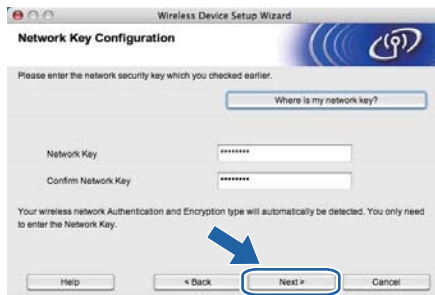 Wireless Device Setup Wizard
Network Key Configuration
Please enter the network security key which you checked earlier.
Where is my network key?
Network Key
********
Confirm Network Key
********
Your wireless network Authentication and Encryption type will automatically be detected. You only need
to enter the Network Key.
Help
< Back
Next >
Cancel